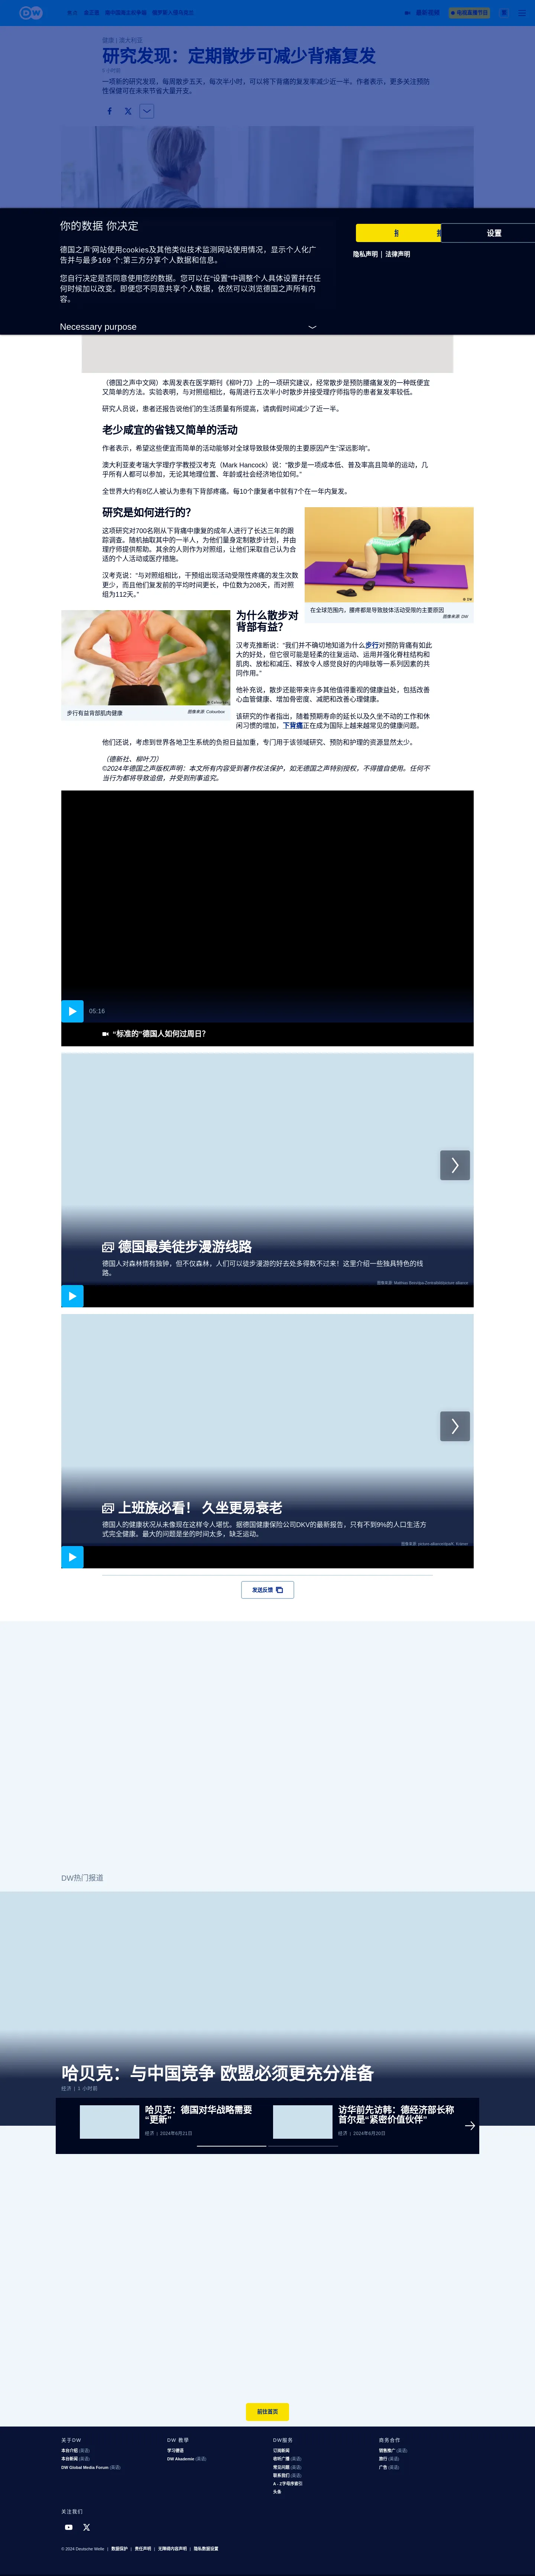 最新视频
健康 | 澳大利亚
研究发现：定期散步可减少背痛复发
一项新的研究发现，每周散步五天，每次半小时，可以将下背痛的复发率减少近一半。作者表示，更多关注预防
性保健可在未来节省大量开支。
你的数据 你决定
德国之声'网站使用cookies及其他类似技术监测网站使用情况，显示个人化广
告并与最多169 个;第三方分享个人数据和信息。
您自行决定是否同意使用您的数据。您可以在“设置”中调整个人具体设置并在任
何时候加以改变。即使您不同意共享个人数据，依然可以浏览德国之声所有内
容。
Necessary purpose
设置
隐私声明 | 法律声明
（德国之声中文网）本周发表在医学期刊《柳叶刀》上的一项研究建议，经常散步是预防腰痛复发的一种既便宜
又简单的方法。实验表明，与对照组相比，每周进行五次半小时散步并接受理疗师指导的患者复发率较低。
研究人员说，患者还报告说他们的生活质量有所提高，请病假时间减少了近一半。
老少咸宜的省钱又简单的活动
作者表示，希望这些便宜而简单的活动能够对全球导致肢体受限的主要原因产生“深远影响”。
澳大利亚麦考瑞大学理疗学教授汉考克（Mark Hancock）说：“散步是一项成本低、普及率高且简单的运动，几
乎所有人都可以参加，无论其地理位置、年龄或社会经济地位如何。”
全世界大约有8亿人被认为患有下背部疼痛。每10个康复者中就有7个在一年内复发。
研究是如何进行的？
这项研究对700名刚从下背痛中康复的成年人进行了长达三年的跟
踪调查。随机抽取其中的一半人，为他们量身定制散步计划，并由
理疗师提供帮助。其余的人则作为对照组，让他们采取自己认为合
适的个人活动或医疗措施。
汉考克说：“与对照组相比，干预组出现活动受限性疼痛的发生次数
更少，而且他们复发前的平均时间更长，中位数为208天，而对照
组为112天。”
在全球范围内，腰疼都是导致肢体活动受限的主要原因
图像来源: DW
为什么散步对
背部有益？
汉考克推断说：“我们并不确切地知道为什么步行对预防背痛有如此
大的好处，但它很可能是轻柔的往复运动、运用并强化脊柱结构和
肌肉、放松和减压、释放令人感觉良好的内啡肽等一系列因素的共
同作用。”
他补充说，散步还能带来许多其他值得重视的健康益处，包括改善
心血管健康、增加骨密度、减肥和改善心理健康。
该研究的作者指出，随着预期寿命的延长以及久坐不动的工作和休
闲习惯的增加，下背痛正在成为国际上越来越常见的健康问题。
步行有益背部肌肉健康
图像来源: Colourbox
他们还说，考虑到世界各地卫生系统的负担日益加重，专门用于该领域研究、预防和护理的资源显然太少。
（德新社、柳叶刀）
©2024年德国之声版权声明：本文所有内容受到著作权法保护，如无德国之声特别授权，不得擅自使用。任何不
当行为都将导致追偿，并受到刑事追究。
05:16
“标准的”德国人如何过周日？
德国最美徒步漫游线路
德国人对森林情有独钟，但不仅森林，人们可以徒步漫游的好去处多得数不过来！这里介绍一些独具特色的线
路。
上班族必看！ 久坐更易衰老
德国人的健康状况从未像现在这样令人堪忧。据德国健康保险公司DKV的最新报告，只有不到9%的人口生活方
式完全健康。最大的问题是坐的时间太多，缺乏运动。
发送反馈
DW热门报道
哈贝克：与中国竞争 欧盟必须更充分准备
经济 | 1 小时前
哈贝克：德国对华战略需要
“更新”
经济 | 2024年6月21日
访华前先访韩：德经济部长称
首尔是“紧密价值伙伴”
经济 | 2024年6月20日
前往首页
关于DW
本台介绍 (英语)
本台新闻 (英语)
DW Global Media Forum (英语)
DW 教学
学习德语
DW Akademie (英语)
DW服务
订阅新闻
收听广播 (英语)
常见问题 (英语)
联系我们 (英语)
A - Z字母序索引
头条
商务合作
销售推广 (英语)
旅行 (英语)
广告 (英语)
关注我们
© 2024 Deutsche Welle | 数据保护 | 责任声明 | 无障碍内容声明 | 隐私数据设置